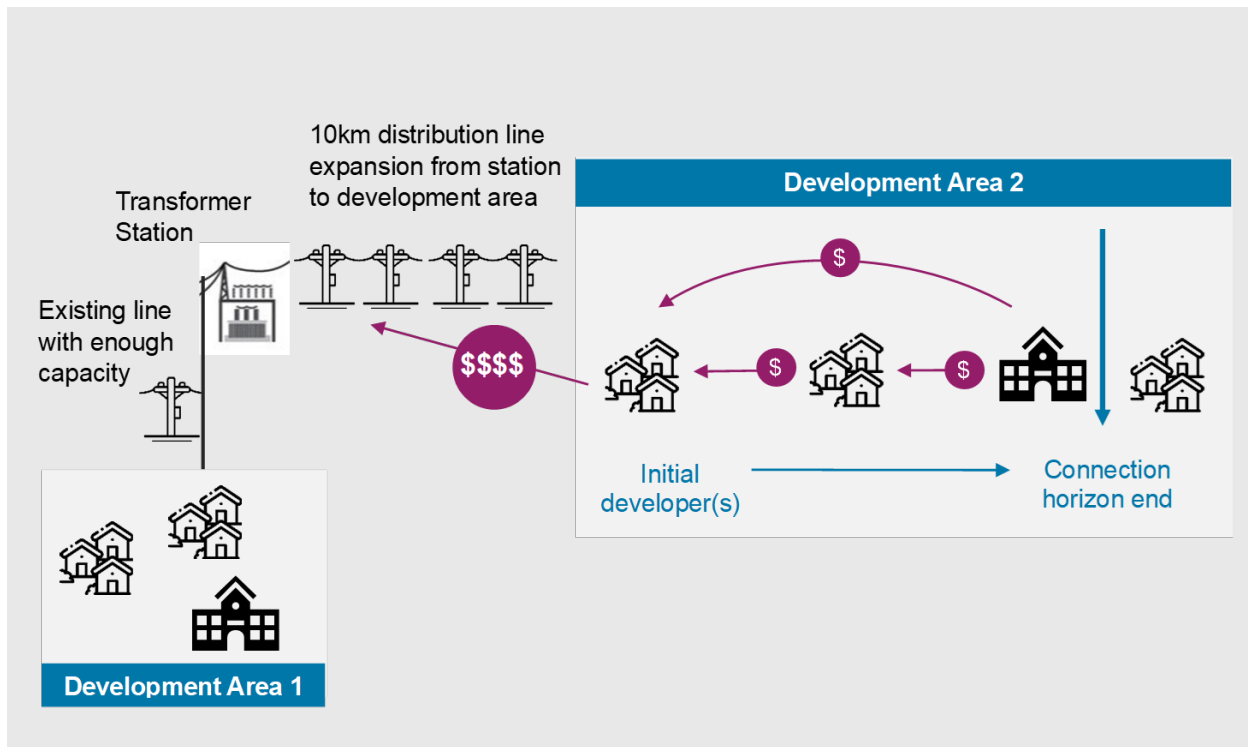 10km distribution line
expansion from station
to development area
Transformer
Station
Existing line
with enough
capacity
Development Area 2
$
$$$$
$
$
Initial
developer(s)
Connection
horizon end
Development Area 1